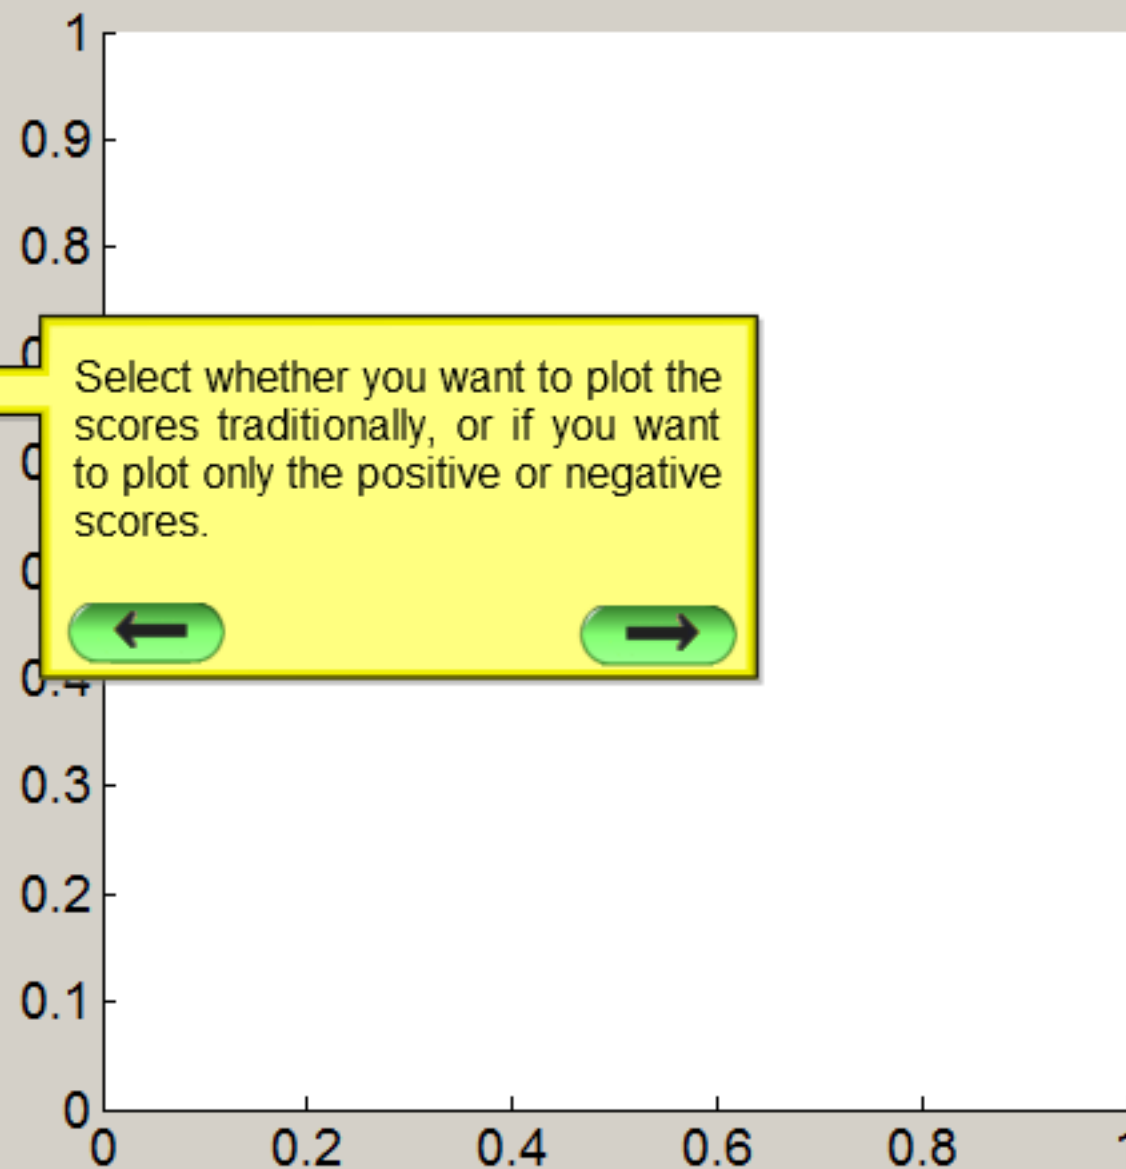 1
0.9
0.8
Select whether you want to plot the
scores traditionally, or if you want
to plot only the positive or negative
scores.
0.4
0.3
0.2
0.1
0
0 0.2 0.4 0.6 0.8